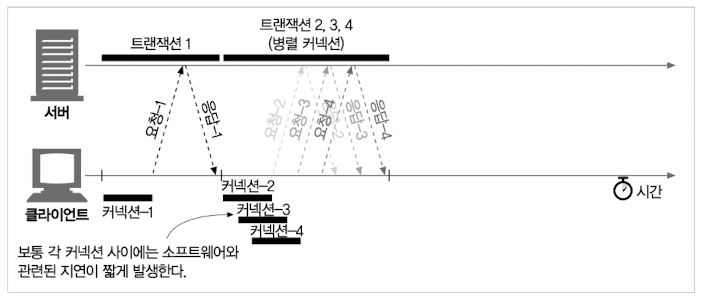 트랜잭션 1
트랜잭션 2, 3, 4
(병렬 커넥션)
서버
요청-1
응답-1
요청-2
요청-3
요청-4
응답-2
응답-3
응답-4
클라이언트
커넥션-1
커넥션-2
커넥션-3
커넥션-4
시간
보통 각 커넥션 사이에는 소프트웨어와
관련된 지연이 짧게 발생한다.